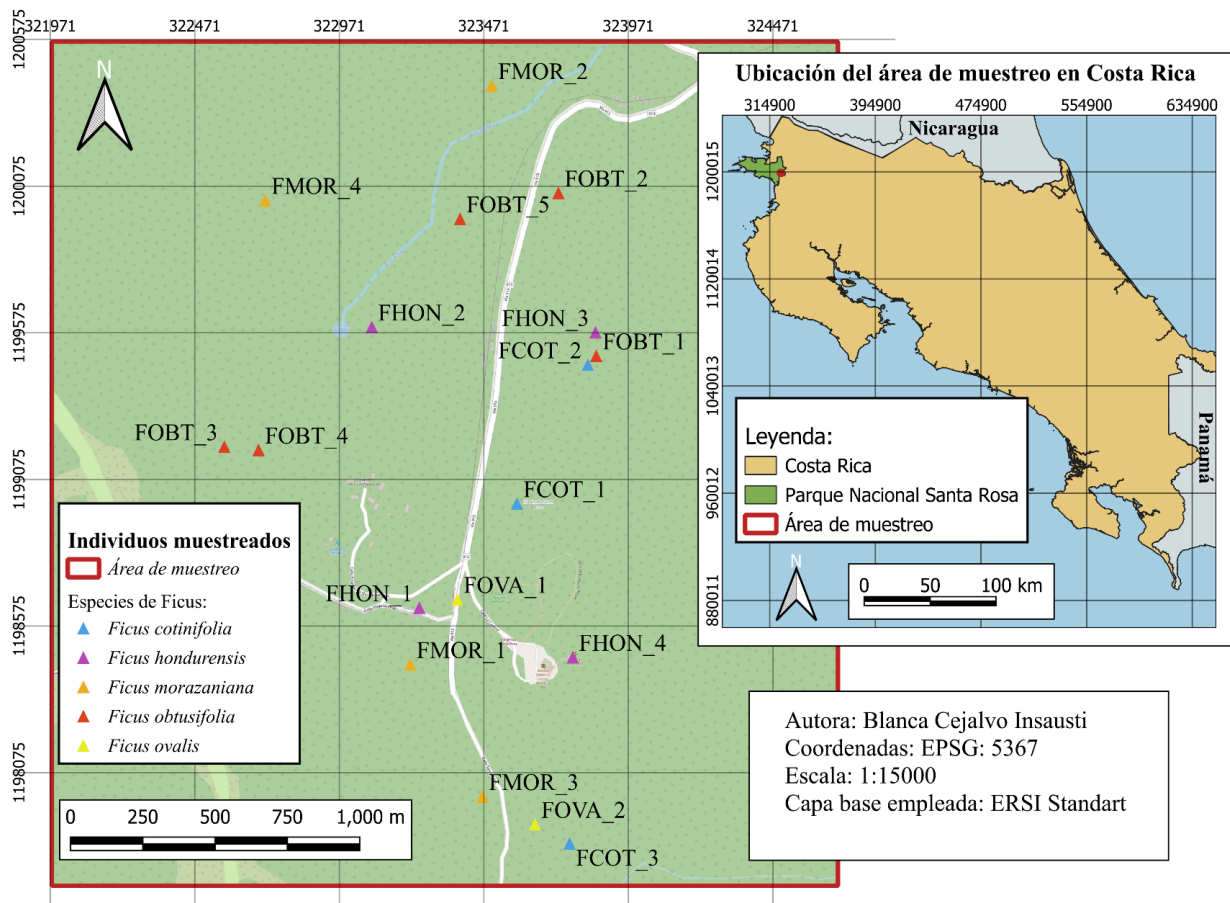 321971
322471
322971
323471
323971
324471
1200575
1200075
1199575
1199075
1198575
1198075
N
FMOR_2
FMOR_4
FOBT_2
FOBT_5
FHON_2
FHON_3
FOBT_1
FCOT_2
FOBT_3
FOBT_4
FCOT_1
FHON_1
FOVA_1
FMOR_1
FHON_4
FMOR_3
FOVA_2
FCOT_3
Individuos muestreados
Área de muestreo
Especies de Ficus:
Ficus cotinifolia
Ficus hondurensis
Ficus morazaniana
Ficus obtusifolia
Ficus ovalis
0 250 500 750 1,000 m
Ubicación del área de muestreo en Costa Rica
314900 394900 474900 554900 634900
1200015
1120014
1040013
960012
880011
Nicaragua
Panamá
Leyenda:
Costa Rica
Parque Nacional Santa Rosa
Área de muestreo
N
0 50 100 km
Autora: Blanca Cejalvo Insausti
Coordenadas: EPSG: 5367
Escala: 1:15000
Capa base empleada: ERSI Standart